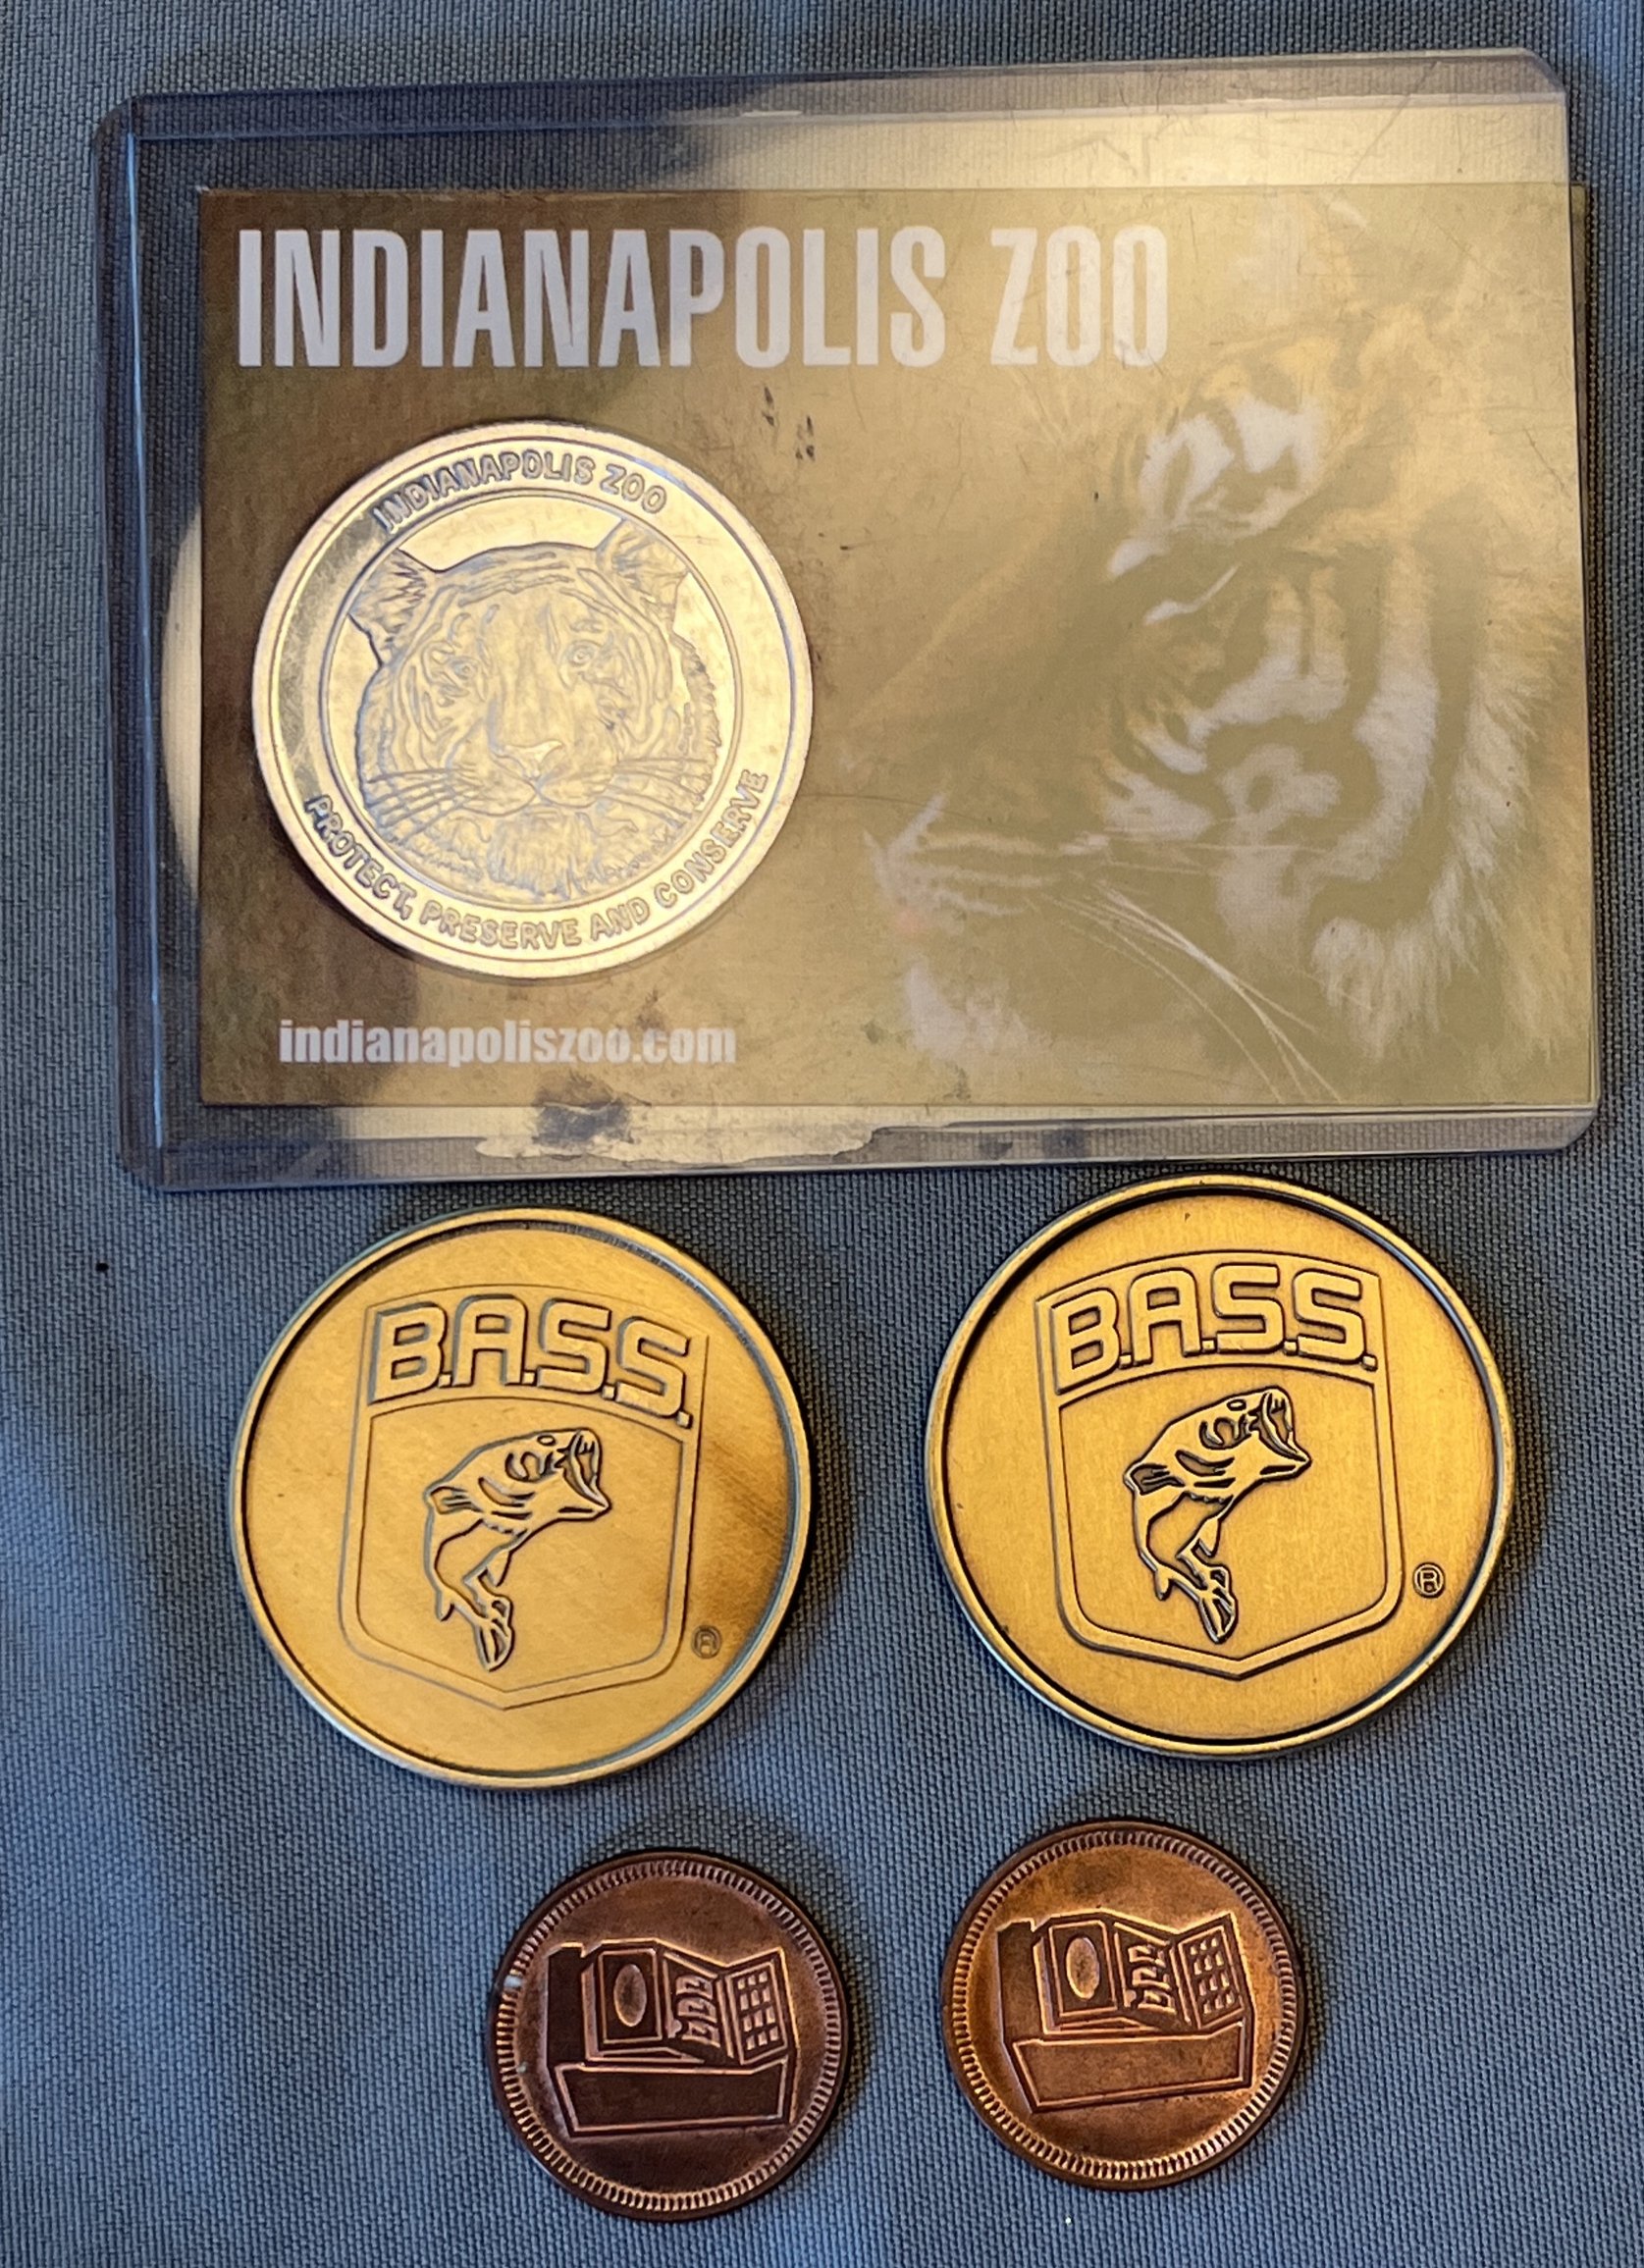 INDIANAPOLIS ZOO
INDIANAPOLIS ZOO
PROTECT, PRESERVE AND CONSERVE
indianapoliszoo.com
B.A.S.S.
®
B.A.S.S.
®